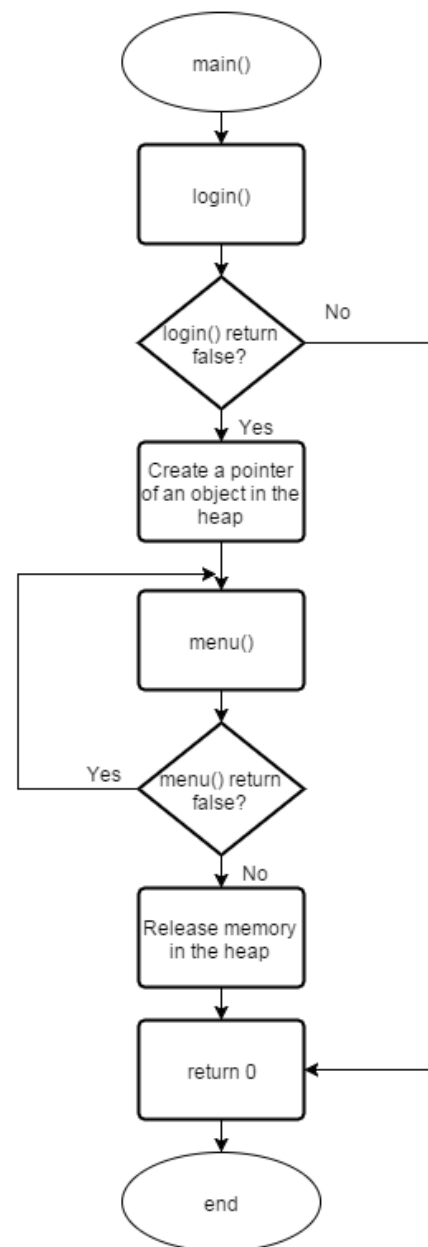 main()
login()
login() return
false?
No
Yes
Create a pointer
of an object in the
heap
menu()
menu() return
false?
Yes
No
Release memory
in the heap
return 0
end